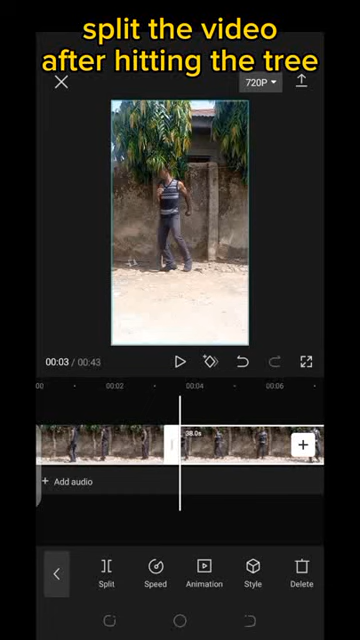 split the video
after hitting the tree
720P
00:03 / 00:43
00
00:02
00:04
00:06
38.0s
+ Add audio
Split
Speed
Animation
Style
Delete